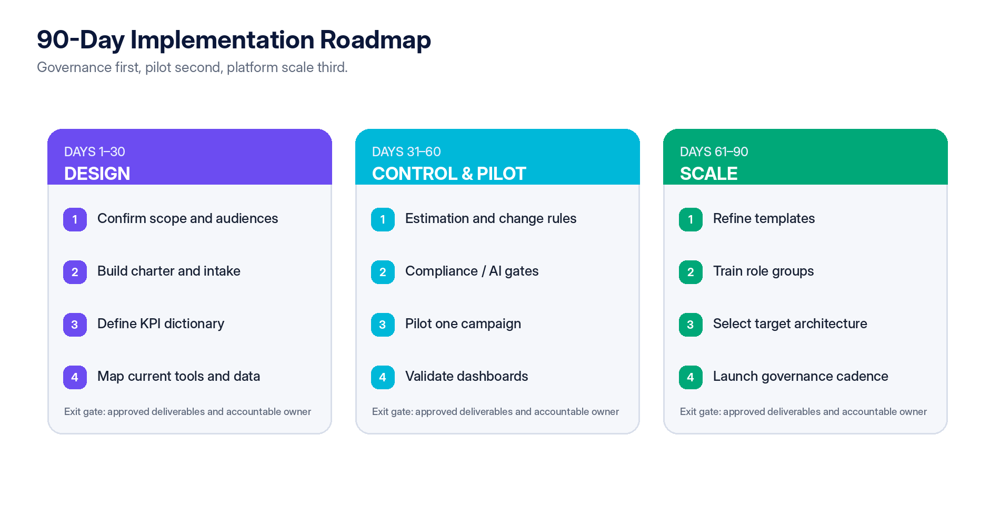 90-Day Implementation Roadmap
Governance first, pilot second, platform scale third.
DAYS 1–30
DESIGN
1 Confirm scope and audiences
2 Build charter and intake
3 Define KPI dictionary
4 Map current tools and data
Exit gate: approved deliverables and accountable owner
DAYS 31–60
CONTROL & PILOT
1 Estimation and change rules
2 Compliance / AI gates
3 Pilot one campaign
4 Validate dashboards
Exit gate: approved deliverables and accountable owner
DAYS 61–90
SCALE
1 Refine templates
2 Train role groups
3 Select target architecture
4 Launch governance cadence
Exit gate: approved deliverables and accountable owner